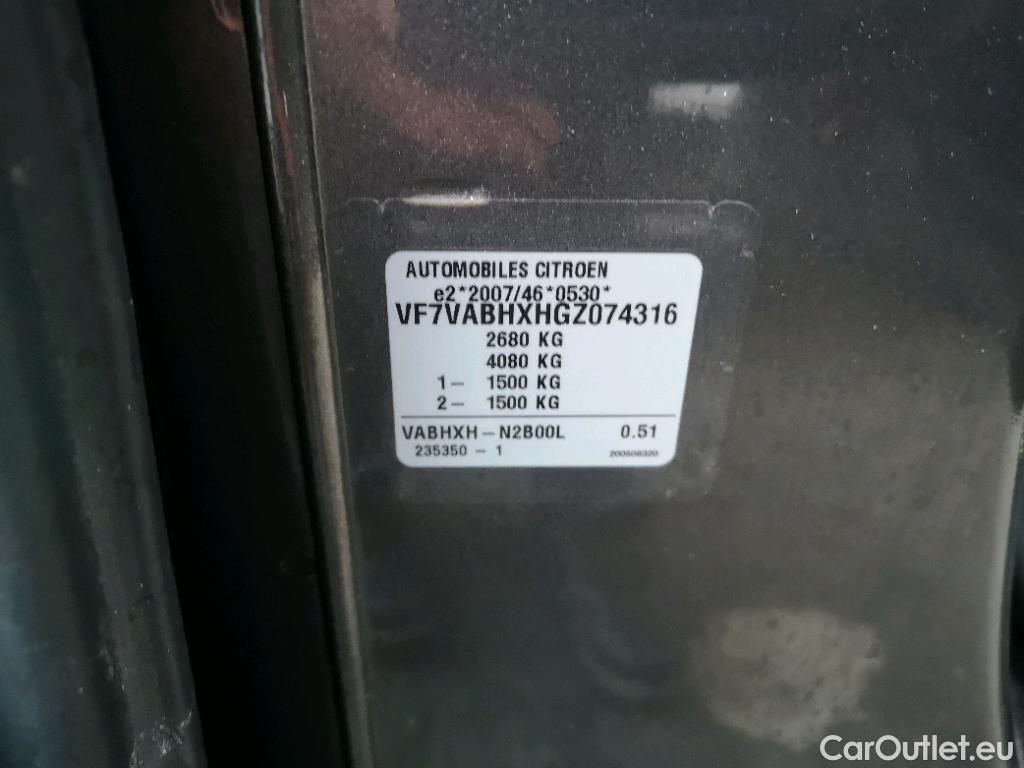 AUTOMOBILES CITROEN
e2*2007/46*0530*
VF7VABHXHGZ074316
2680 KG
4080 KG
1- 1500 KG
2- 1500 KG
VABHXH-N2B00L 0.51
235350-1 200508320
CarOutlet.eu